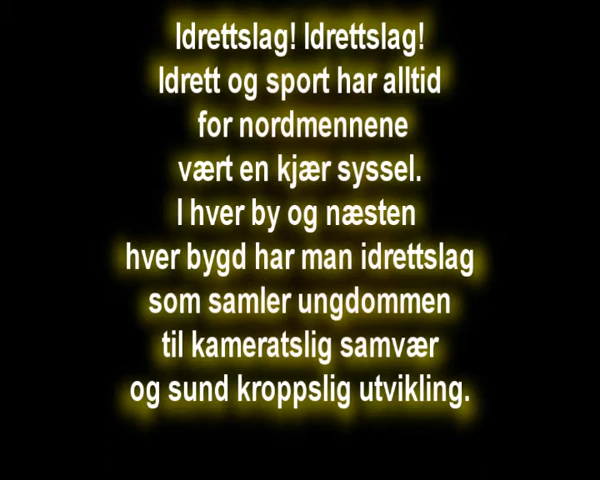 Idrettslag! Idrettslag!
Idrett og sport har alltid
for nordmennene
vært en kjær syssel.
I hver by og næsten
hver bygd har man idrettslag
som samler ungdommen
til kameratslig samvær
og sund kroppslig utvikling.